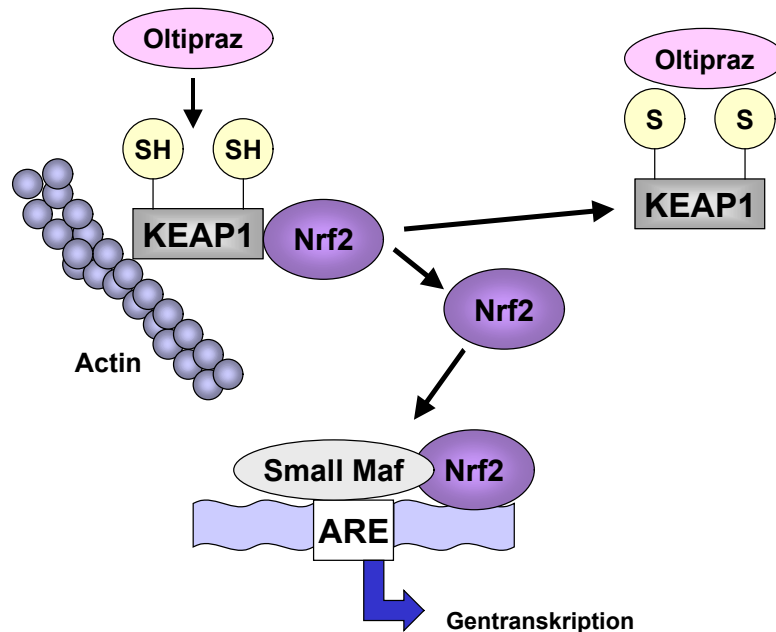 Oltipraz
Oltipraz
SH
SH
S
S
KEAP1
Nrf2
KEAP1
Nrf2
Actin
Small Maf
Nrf2
ARE
Gentranskription